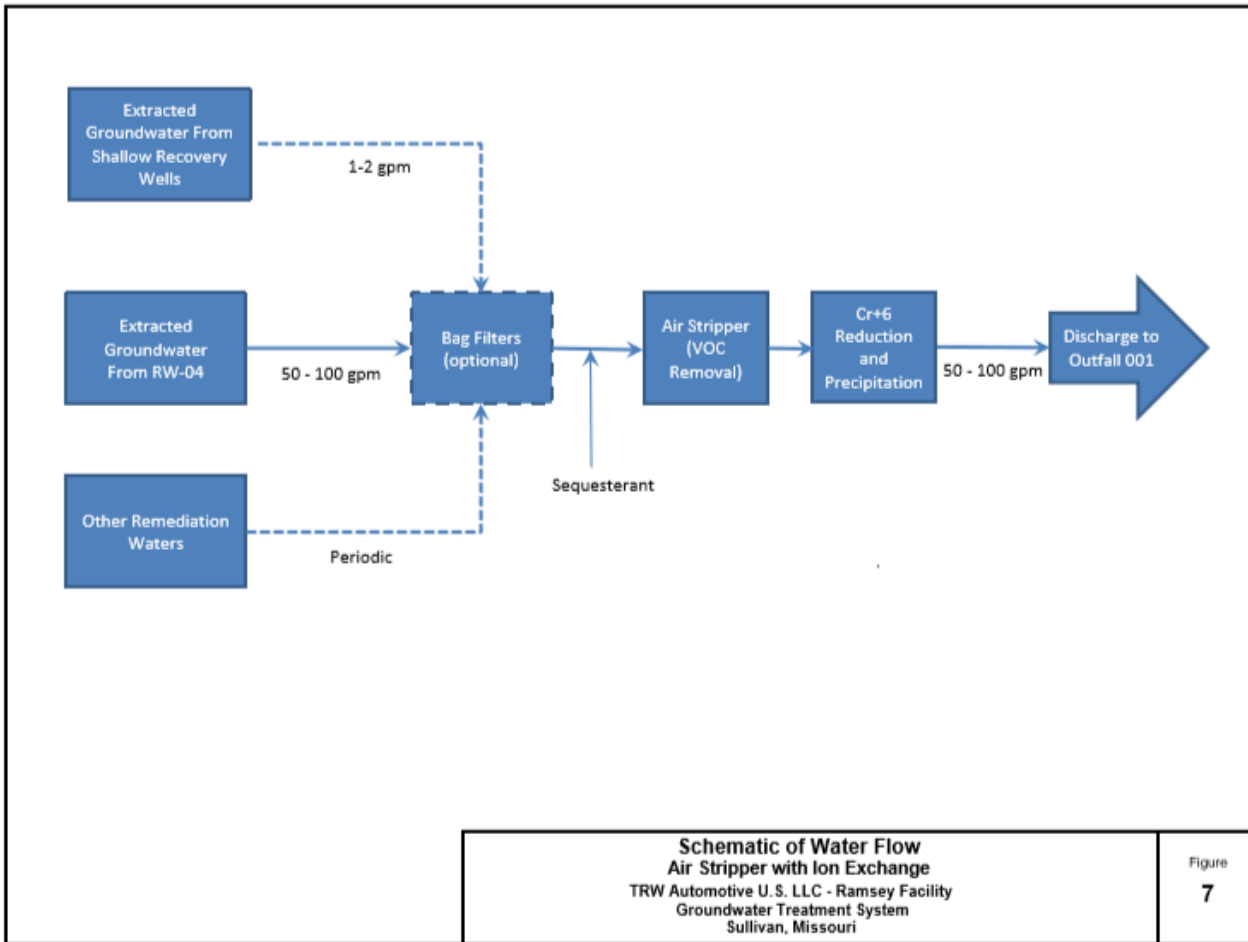 Extracted
Groundwater From
Shallow Recovery
Wells
1-2 gpm
Extracted
Groundwater
From RW-04
50 - 100 gpm
Bag Filters
(optional)
Sequesterant
Air Stripper
(VOC
Removal)
Cr+6
Reduction
and
Precipitation
50 - 100 gpm
Discharge to
Outfall 001
Other Remediation
Waters
Periodic
Schematic of Water Flow
Air Stripper with Ion Exchange
TRW Automotive U.S. LLC - Ramsey Facility
Groundwater Treatment System
Sullivan, Missouri
Figure
7